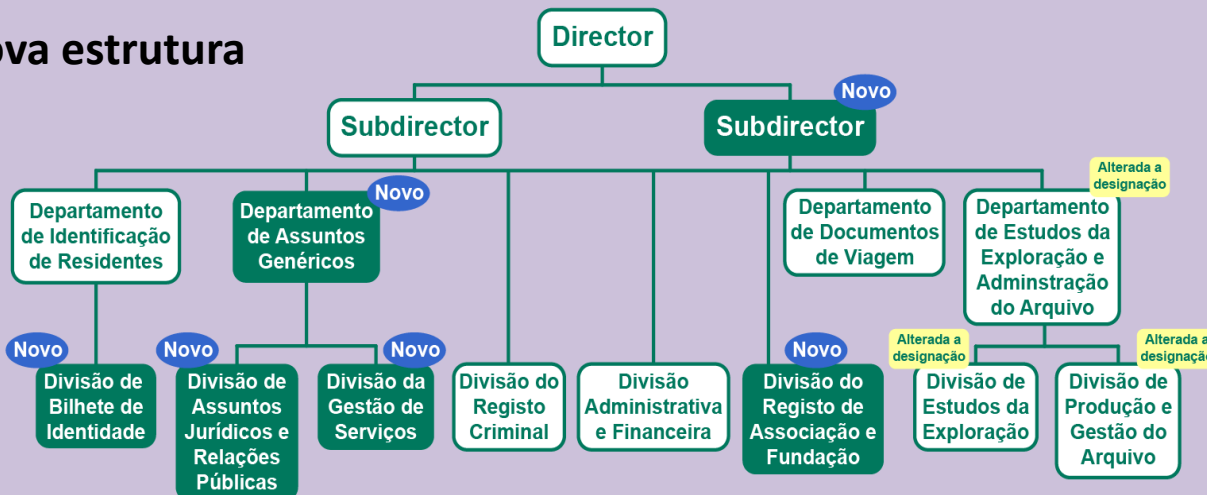 ova estrutura
Director
Novo
Subdirector
Subdirector
Alterada a
designação
Novo
Departamento
de Identificação
de Residentes
Departamento
de Assuntos
Genéricos
Departamento
de Documentos
de Viagem
Departamento
de Estudos da
Exploração e
Adminstração
do Arquivo
Novo
Novo
Novo
Novo
Alterada a
designação
Alterada a
designação
Divisão de
Bilhete de
Identidade
Divisão de
Assuntos
Jurídicos e
Relações
Públicas
Divisão da
Gestão de
Serviços
Divisão do
Registo
Criminal
Divisão
Administrativa
e Financeira
Divisão do
Registo de
Associação e
Fundação
Divisão de
Estudos da
Exploração
Divisão de
Produção e
Gestão do
Arquivo